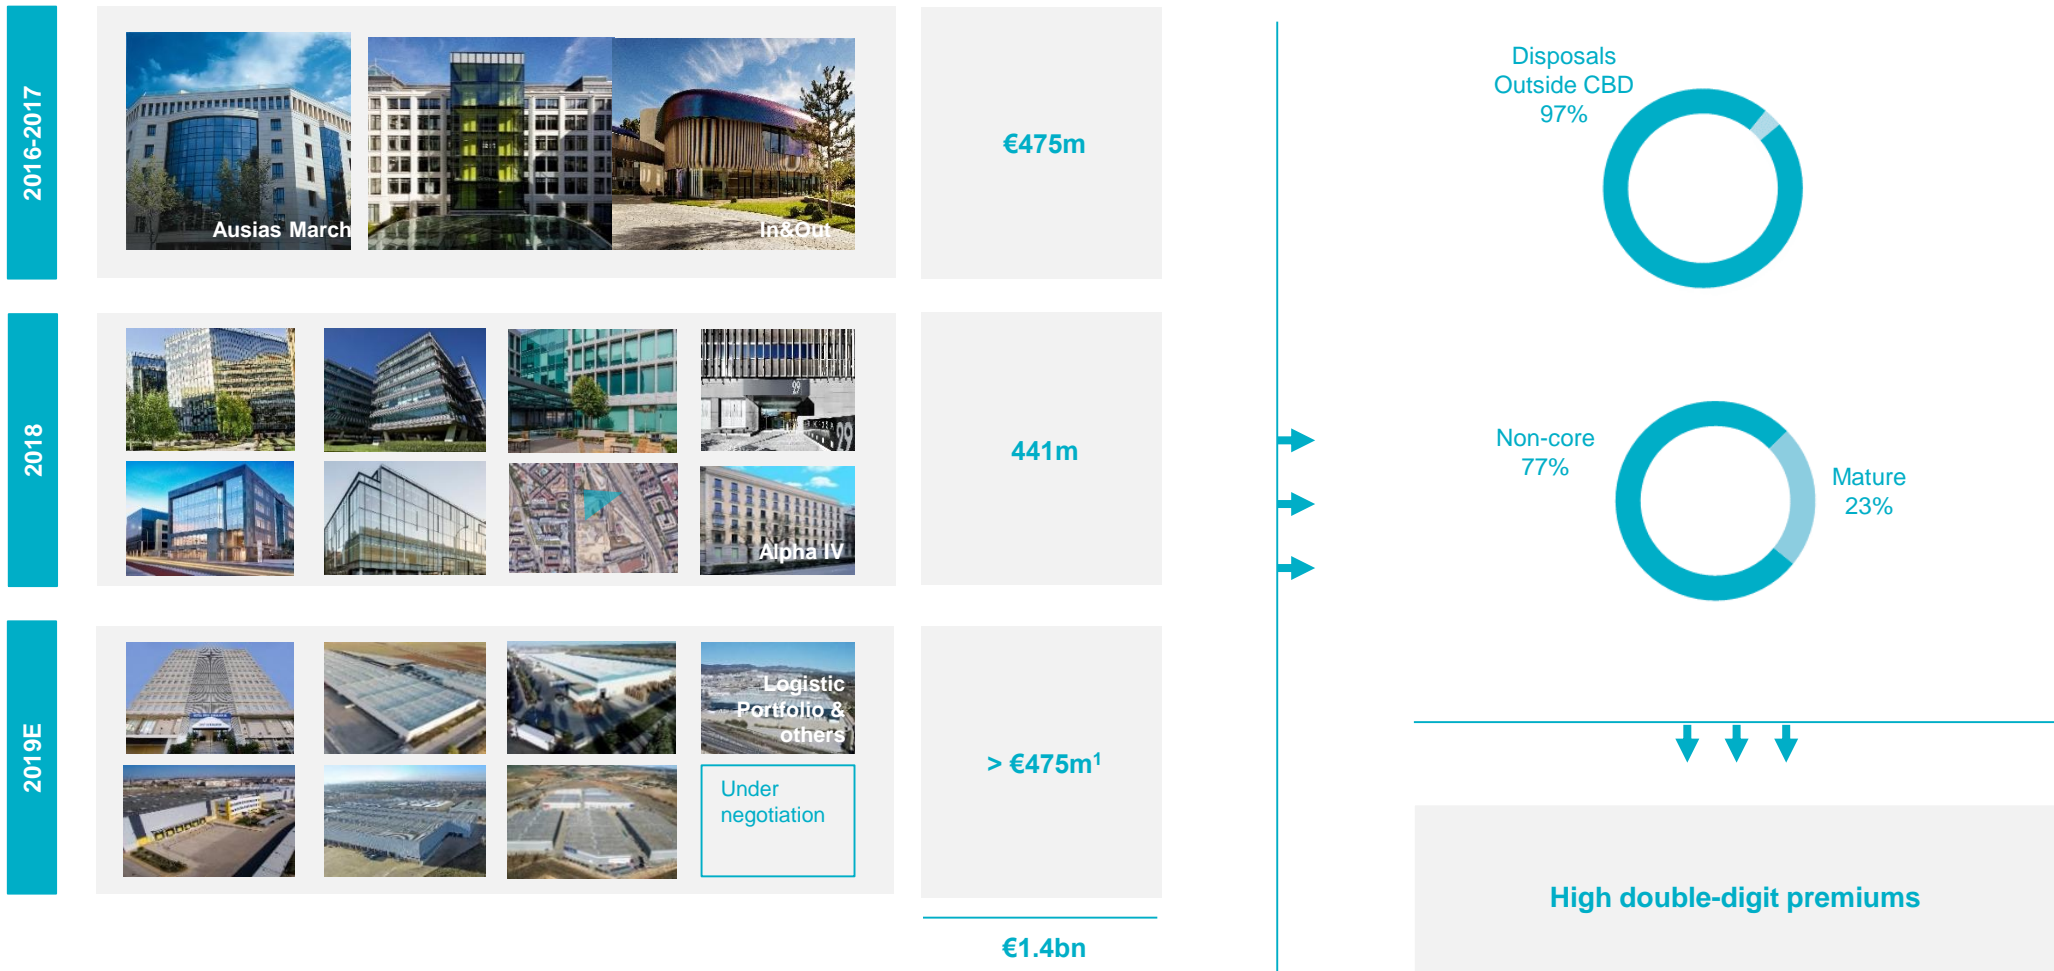 2016-2017
Ausias March
In&Out
€475m
2018
99
Alpha IV
441m
2019E
Logistic
Portfolio &
others
Under
negotiation
> €475m¹
€1.4bn
Disposals
Outside CBD
97%
Non-core
77%
Mature
23%
High double-digit premiums